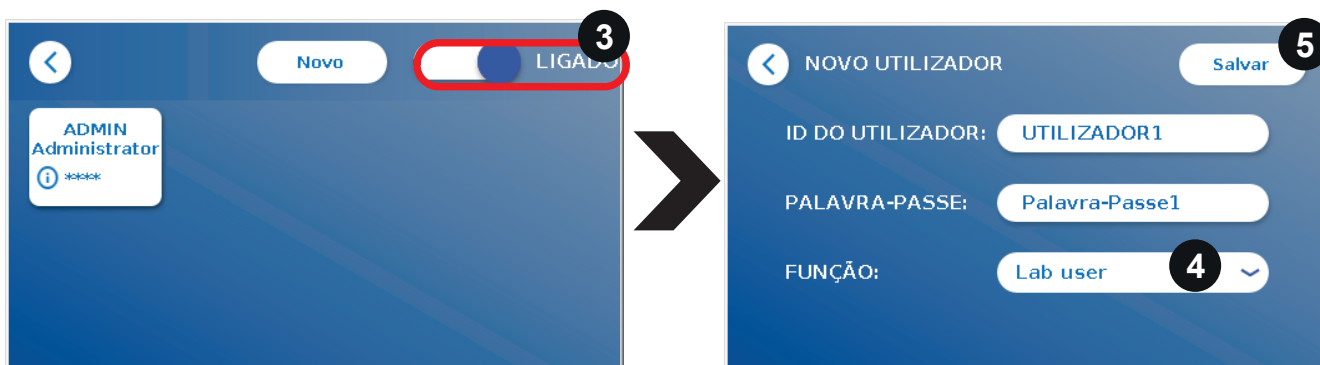 Novo
LIGADO
3
ADMIN
Administrator
****
NOVO UTILIZADOR
Salvar
5
ID DO UTILIZADOR: UTILIZADOR1
PALAVRA-PASSE: Palavra-Passe1
FUNÇÃO: Lab user
4